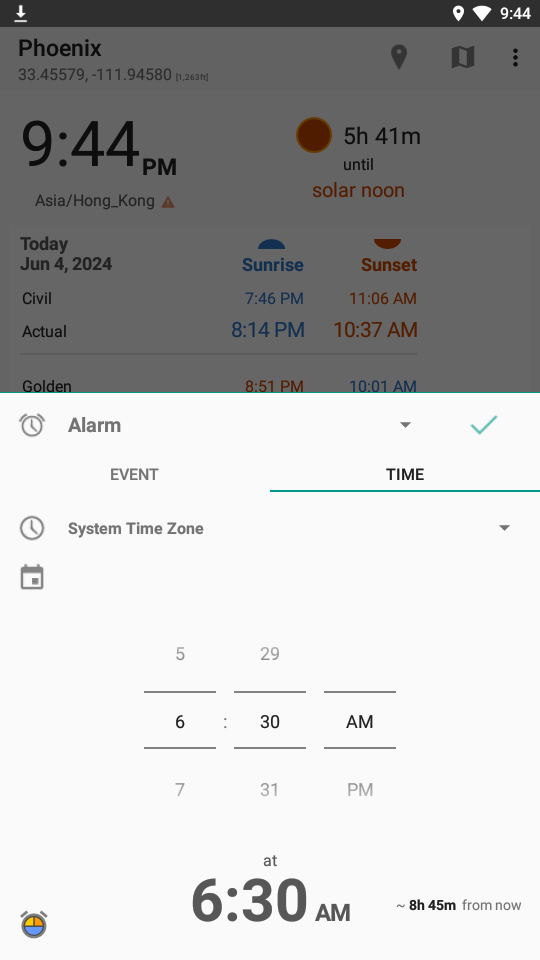 9:44
Phoenix
33.45579, -111.94580 [1,263ft]
9:44 PM
5h 41m
until
solar noon
Asia/Hong_Kong
Today
Jun 4, 2024
Sunrise
Sunset
Civil 7:46 PM 11:06 AM
Actual 8:14 PM 10:37 AM
Golden 8:51 PM 10:01 AM
Alarm
EVENT TIME
System Time Zone
5 29
6 : 30 AM
7 31 PM
at
6:30 AM
~ 8h 45m from now